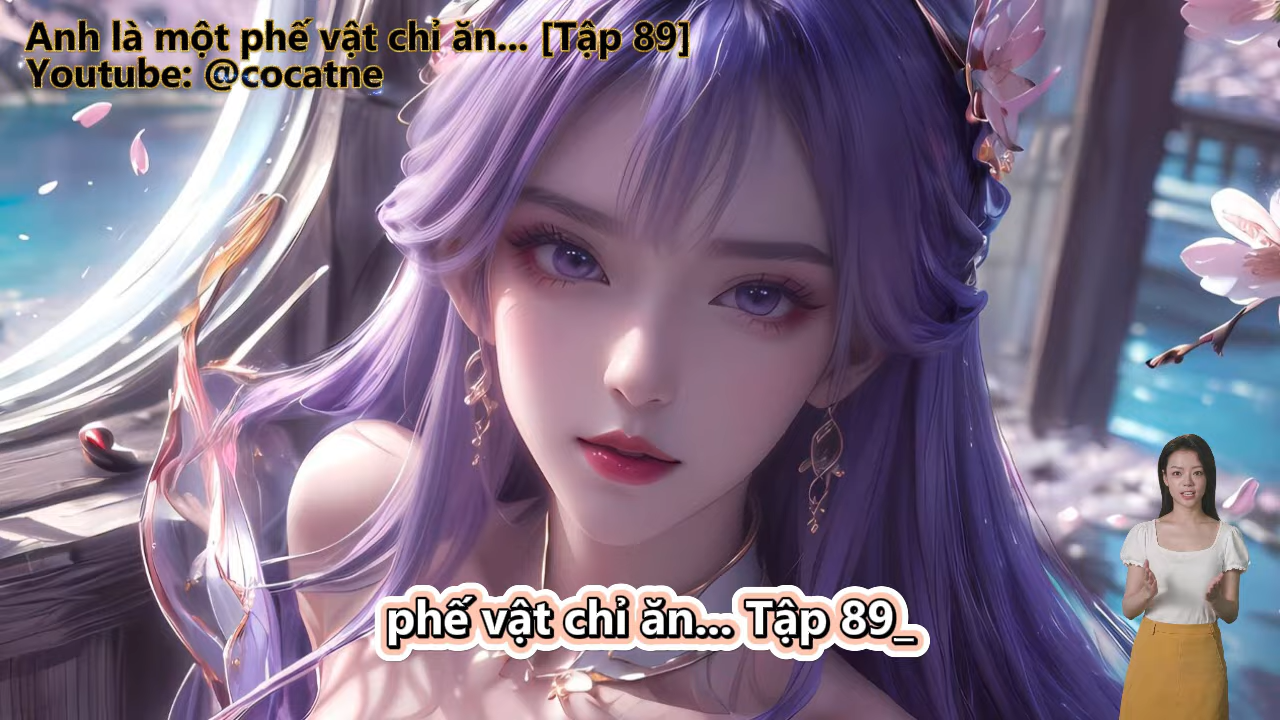 Anh là một phế vật chỉ ăn... [Tập 89]
Youtube: @cocatne
phế vật chỉ ăn... Tập 89_